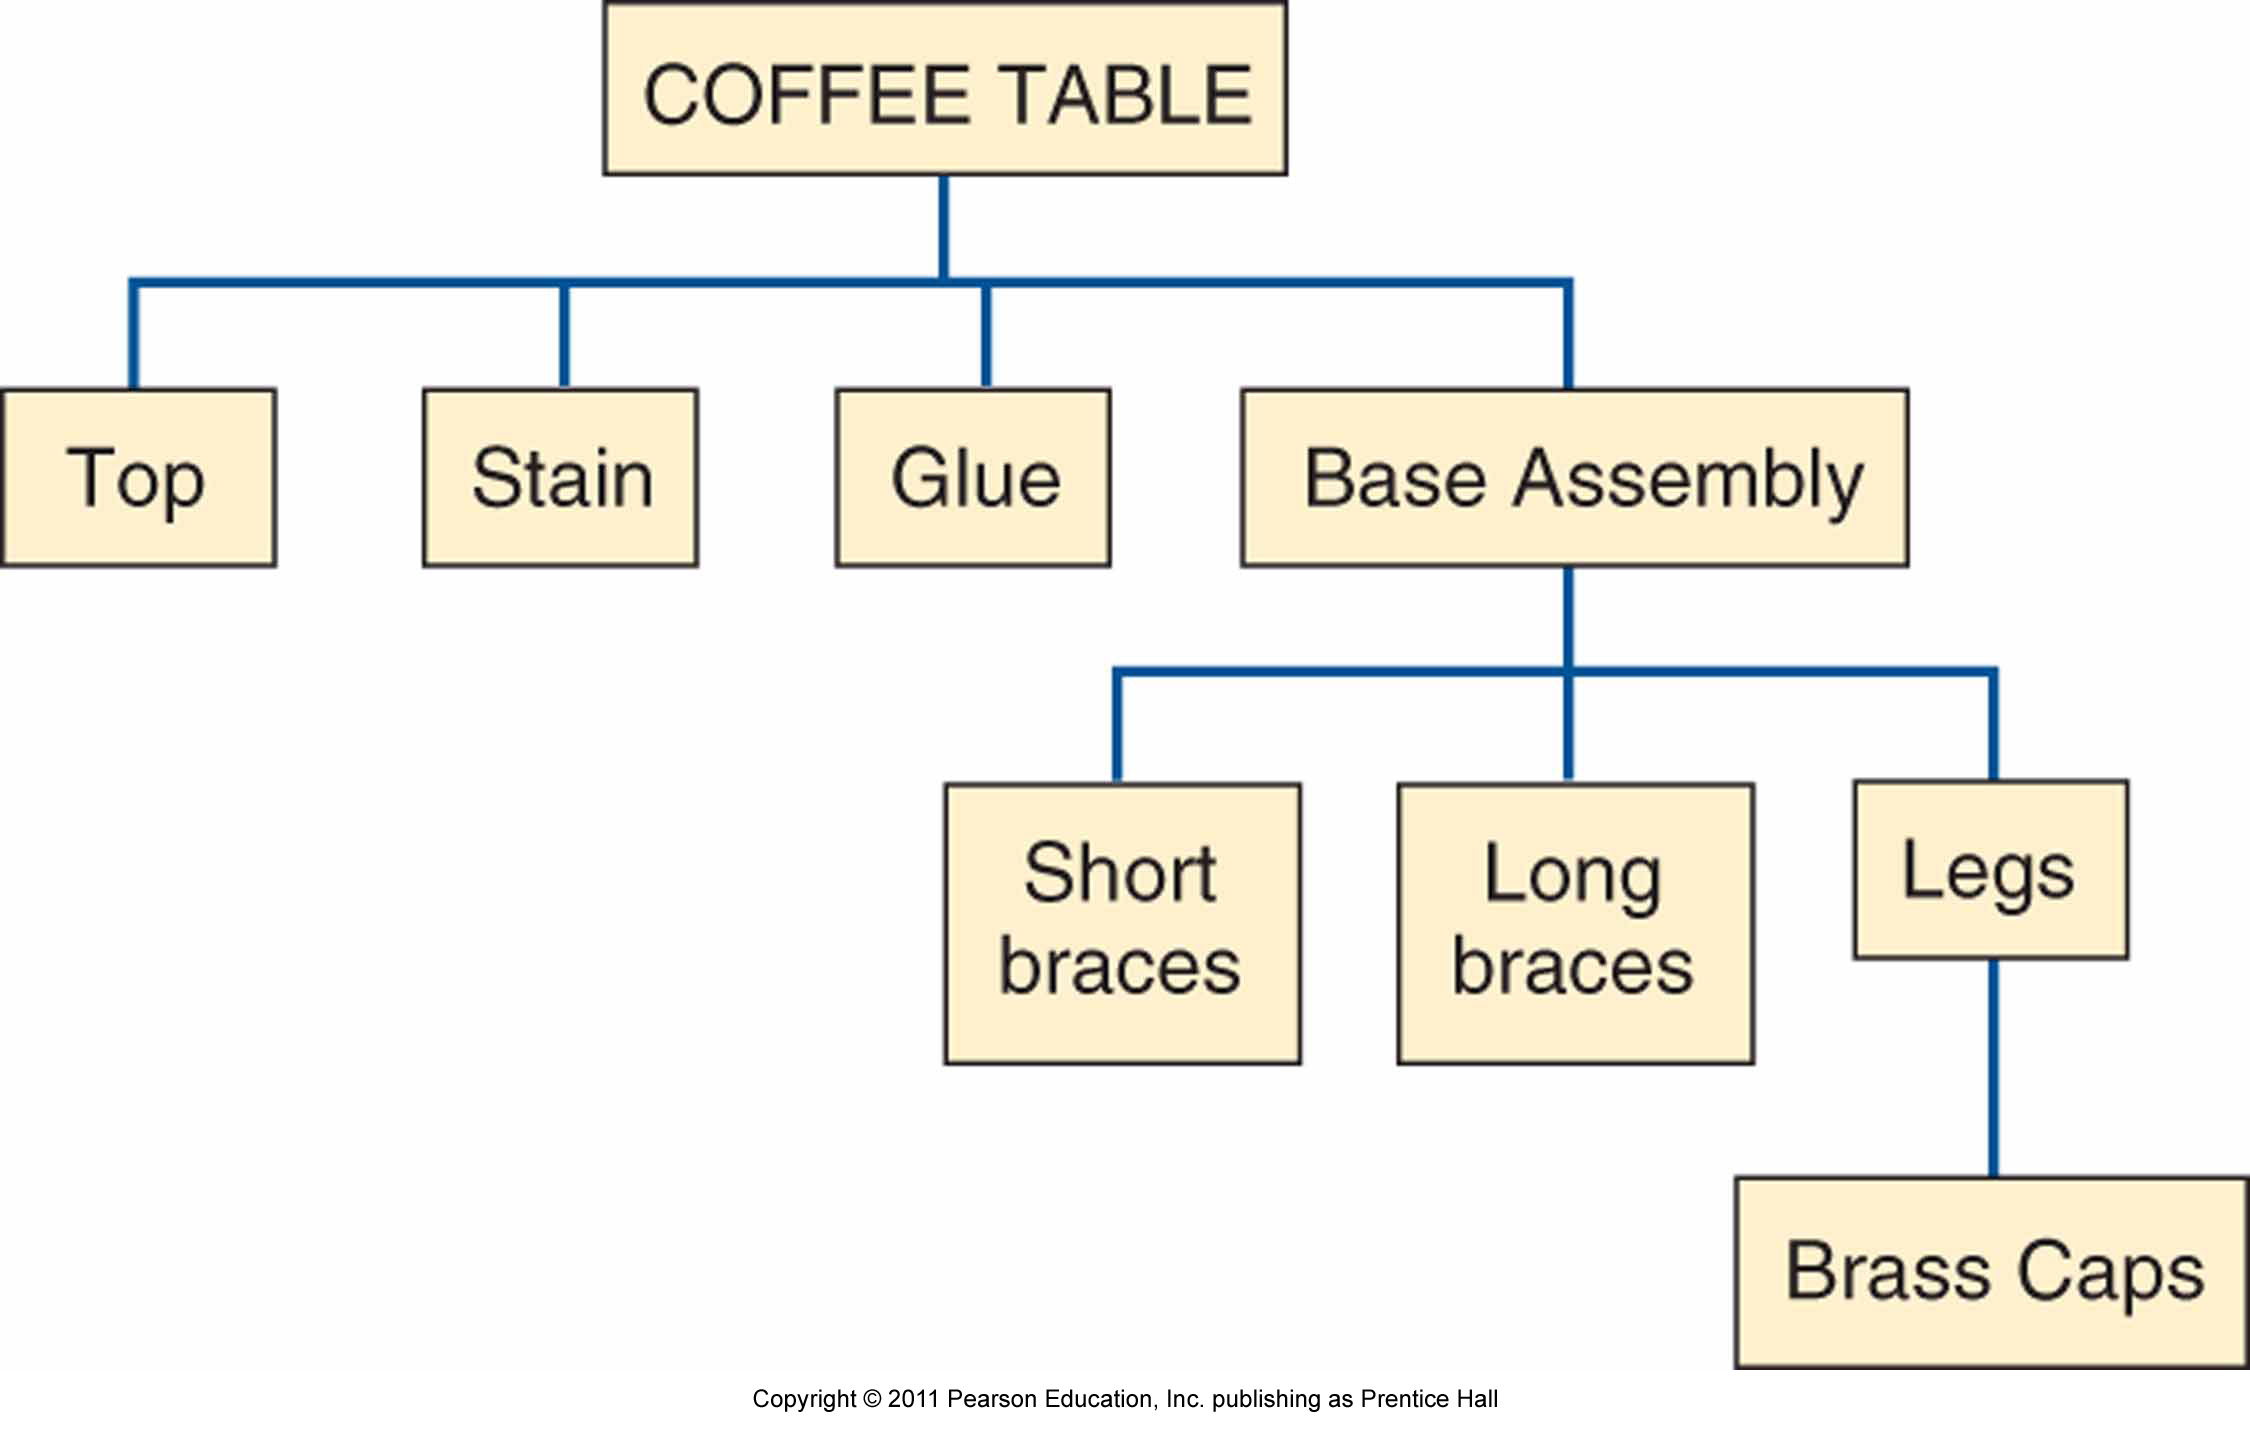 COFFEE TABLE
Top
Stain
Glue
Base Assembly
Short
braces
Long
braces
Legs
Brass Caps
Copyright © 2011 Pearson Education, Inc. publishing as Prentice Hall